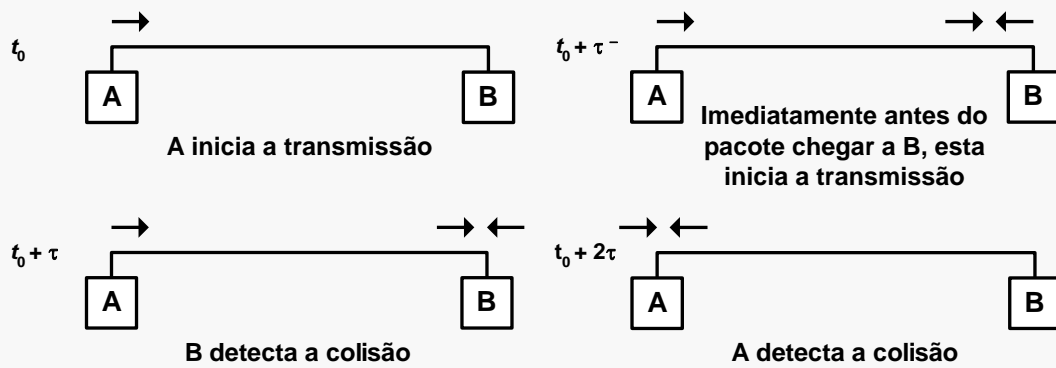 t₀
A
B
A inicia a transmissão
t₀ + τ⁻
A
B
Imediatamente antes do
pacote chegar a B, esta
inicia a transmissão
t₀ + τ
A
B
B detecta a colisão
t₀ + 2τ
A
B
A detecta a colisão